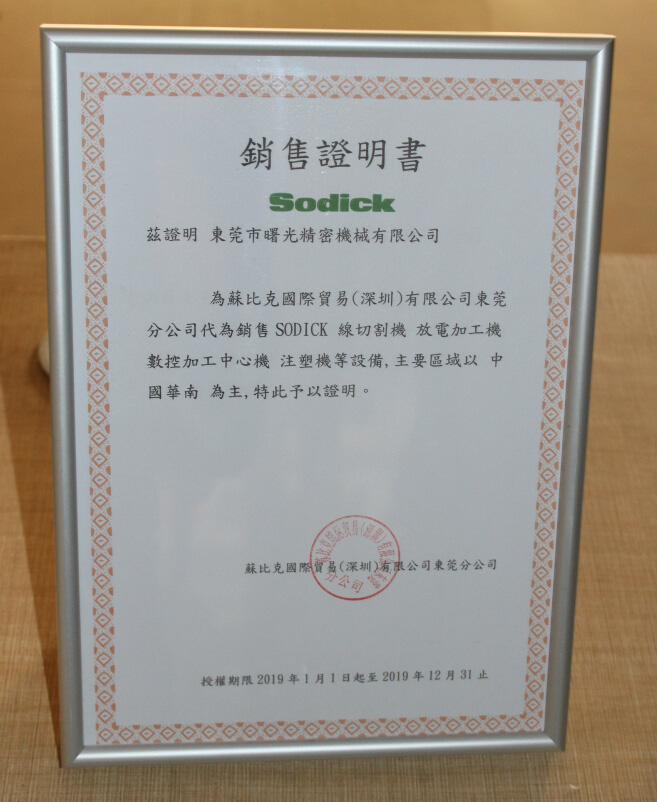 銷售證明書
Sodick
茲證明 東莞市曙光精密機械有限公司
為蘇比克國際貿易(深圳)有限公司東莞
分公司代為銷售 SODICK 線切割機 放電加工機
數控加工中心機 注塑機等設備,主要區域以 中
國華南 為主,特此予以證明。
蘇比克國際貿易(深圳)有限公司東莞分公司
分公司
授權期限 2019 年 1 月 1 日起至 2019 年 12 月 31 止